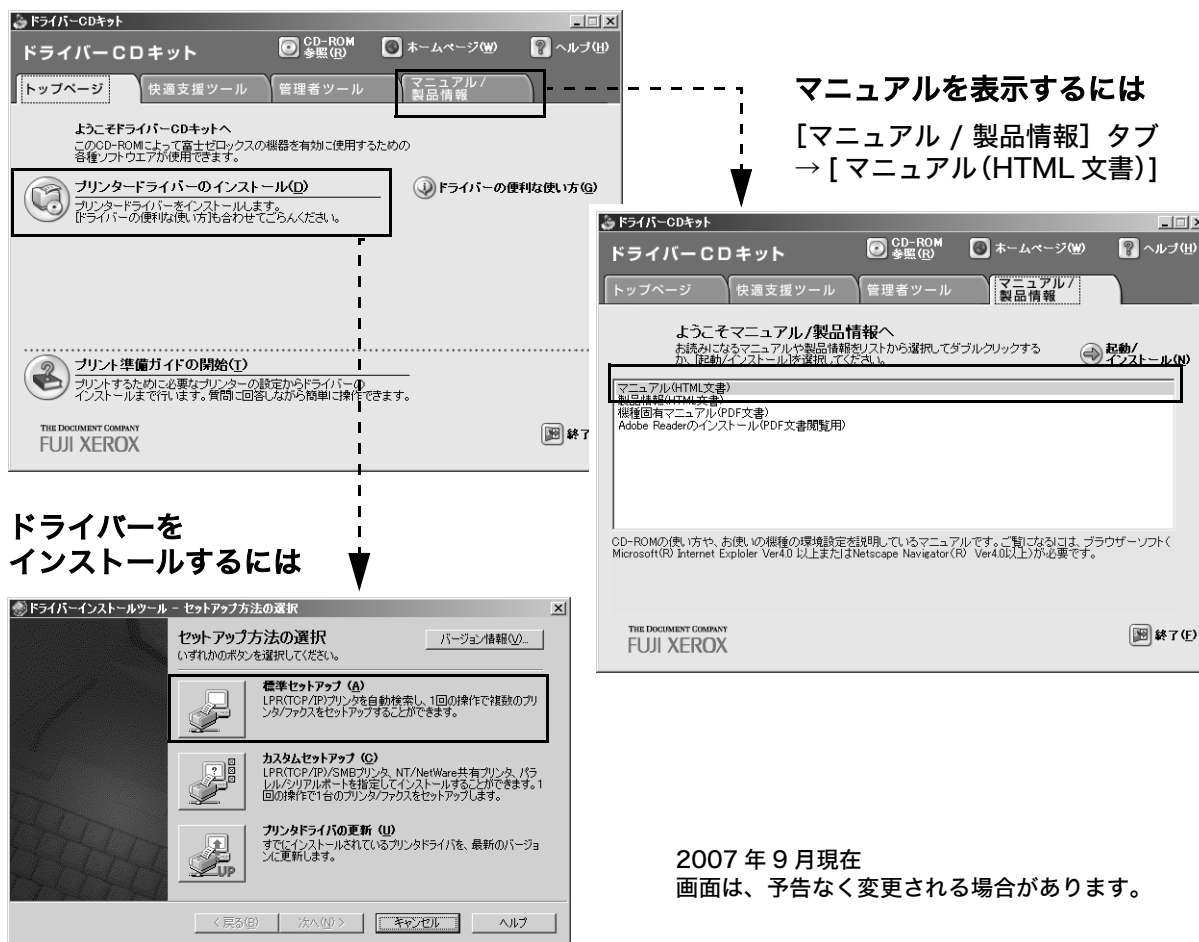 ドライバーCDキット
ドライバーCDキット
CD-ROM
参照(R)
ホームページ(W)
ヘルプ(H)
トップページ
快適支援ツール
管理者ツール
マニュアル/
製品情報
ようこそドライバーCDキットへ
このCD-ROMによって富士ゼロックスの機器を有効に使用するための
各種ソフトウエアが使用できます。
プリンタードライバーのインストール(D)
プリンタードライバーをインストールします。
[ドライバーの便利な使い方]も合わせてごらんください。
ドライバーの便利な使い方(G)
プリント準備ガイドの開始(T)
プリントするために必要なプリンターの設定からドライバーの
インストールまで行います。質問に回答しながら簡単に操作できます。
THE DOCUMENT COMPANY
FUJI XEROX
終了
マニュアルを表示するには
[マニュアル / 製品情報] タブ
→ [ マニュアル(HTML 文書)]
ドライバーCDキット
ドライバーCDキット
CD-ROM
参照(R)
ホームページ(W)
ヘルプ(H)
トップページ
快適支援ツール
管理者ツール
マニュアル/
製品情報
ようこそマニュアル/製品情報へ
お読みになるマニュアルや製品情報をリストから選択してダブルクリックする
か、[起動/インストール]を選択してください。
起動/
インストール(N)
マニュアル(HTML文書)
製品情報(HTML文書)
機種固有マニュアル(PDF文書)
Adobe Readerのインストール(PDF文書閲覧用)
CD-ROMの使い方や、お使いの機種の環境設定を説明しているマニュアルです。ご覧になるには、ブラウザーソフト(
Microsoft(R) Internet Exploler Ver4.0 以上またはNetscape Navigator(R) Ver4.0以上)が必要です。
THE DOCUMENT COMPANY
FUJI XEROX
終了(E)
ドライバーを
インストールするには
ドライバーインストールツール - セットアップ方法の選択
セットアップ方法の選択
いずれかのボタンを選択してください。
バージョン情報(V)...
標準セットアップ (A)
LPR(TCP/IP)プリンタを自動検索し、1回の操作で複数のプリ
ンタ/ファクスをセットアップすることができます。
カスタムセットアップ (C)
LPR(TCP/IP)/SMBプリンタ、NT/NetWare共有プリンタ、パラ
レル/シリアルポートを指定してインストールすることができます。1
回の操作で1台のプリンタ/ファクスをセットアップします。
プリンタドライバの更新 (U)
すでにインストールされているプリンタドライバを、最新のバージョ
ンに更新します。
UP
< 戻る(B)
次へ(N) >
キャンセル
ヘルプ
2007 年 9 月現在
画面は、予告なく変更される場合があります。